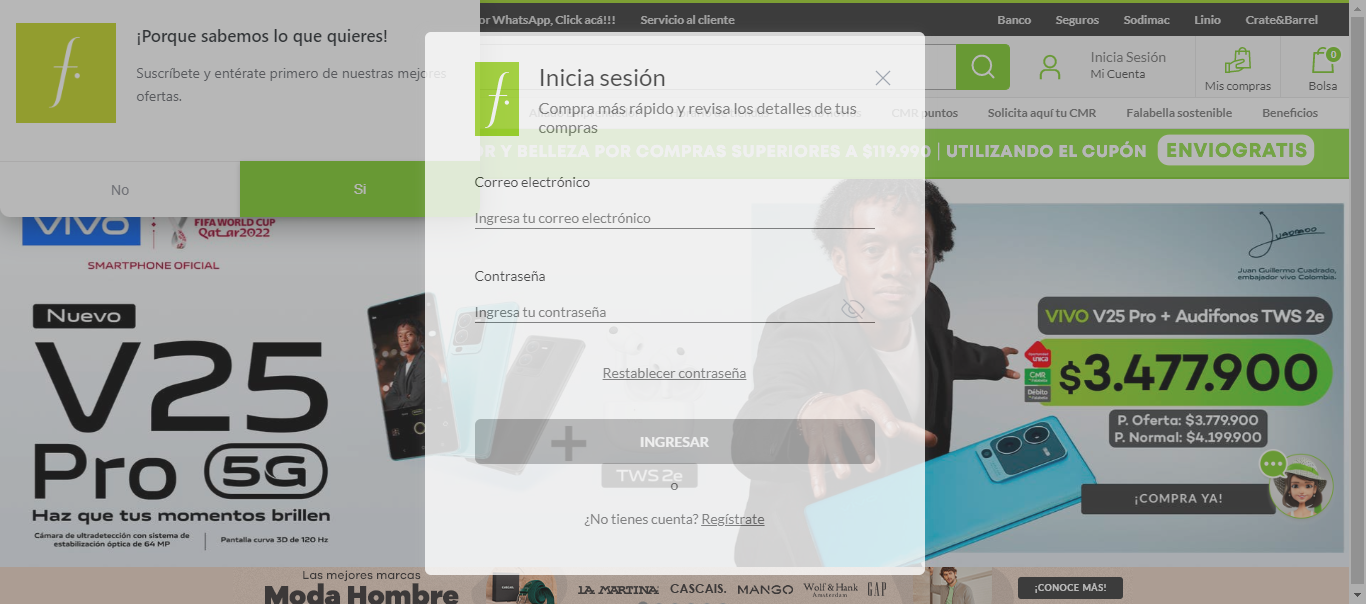 or WhatsApp, Click acá!!!
Servicio al cliente
Banco
Seguros
Sodimac
Linio
Crate&Barrel
¡Porque sabemos lo que quieres!
Suscríbete y entérate primero de nuestras mejores
ofertas.
No
Si
Inicia sesión
Compra más rápido y revisa los detalles de tus
compras
Inicia Sesión
Mi Cuenta
Mis compras
0
Bolsa
CMR puntos
Solicita aquí tu CMR
Falabella sostenible
Beneficios
OR Y BELLEZA POR COMPRAS SUPERIORES A $119.990 | UTILIZANDO EL CUPÓN ENVIOGRATIS
Correo electrónico
Ingresa tu correo electrónico
Contraseña
Ingresa tu contraseña
Restablecer contraseña
INGRESAR
o
¿No tienes cuenta? Regístrate
vivo
FIFA WORLD CUP
Qatar2022
SMARTPHONE OFICIAL
Nuevo
V25
Pro 5G
Haz que tus momentos brillen
Cámara de ultradetección con sistema de
estabilización óptica de 64 MP
Pantalla curva 3D de 120 Hz
+
TWS 2e
Juan Guillermo Cuadrado,
embajador vivo Colombia.
VIVO V25 Pro + Audifonos TWS 2e
única
CMR
Débito
$3.477.900
P. Oferta: $3.779.900
P. Normal: $4.199.900
¡COMPRA YA!
Las mejores marcas
Moda Hombre
LA MARTINA
CASCAIS.
MANGO
Wolf & Hank
Amsterdam
GAP
¡CONOCE MÁS!